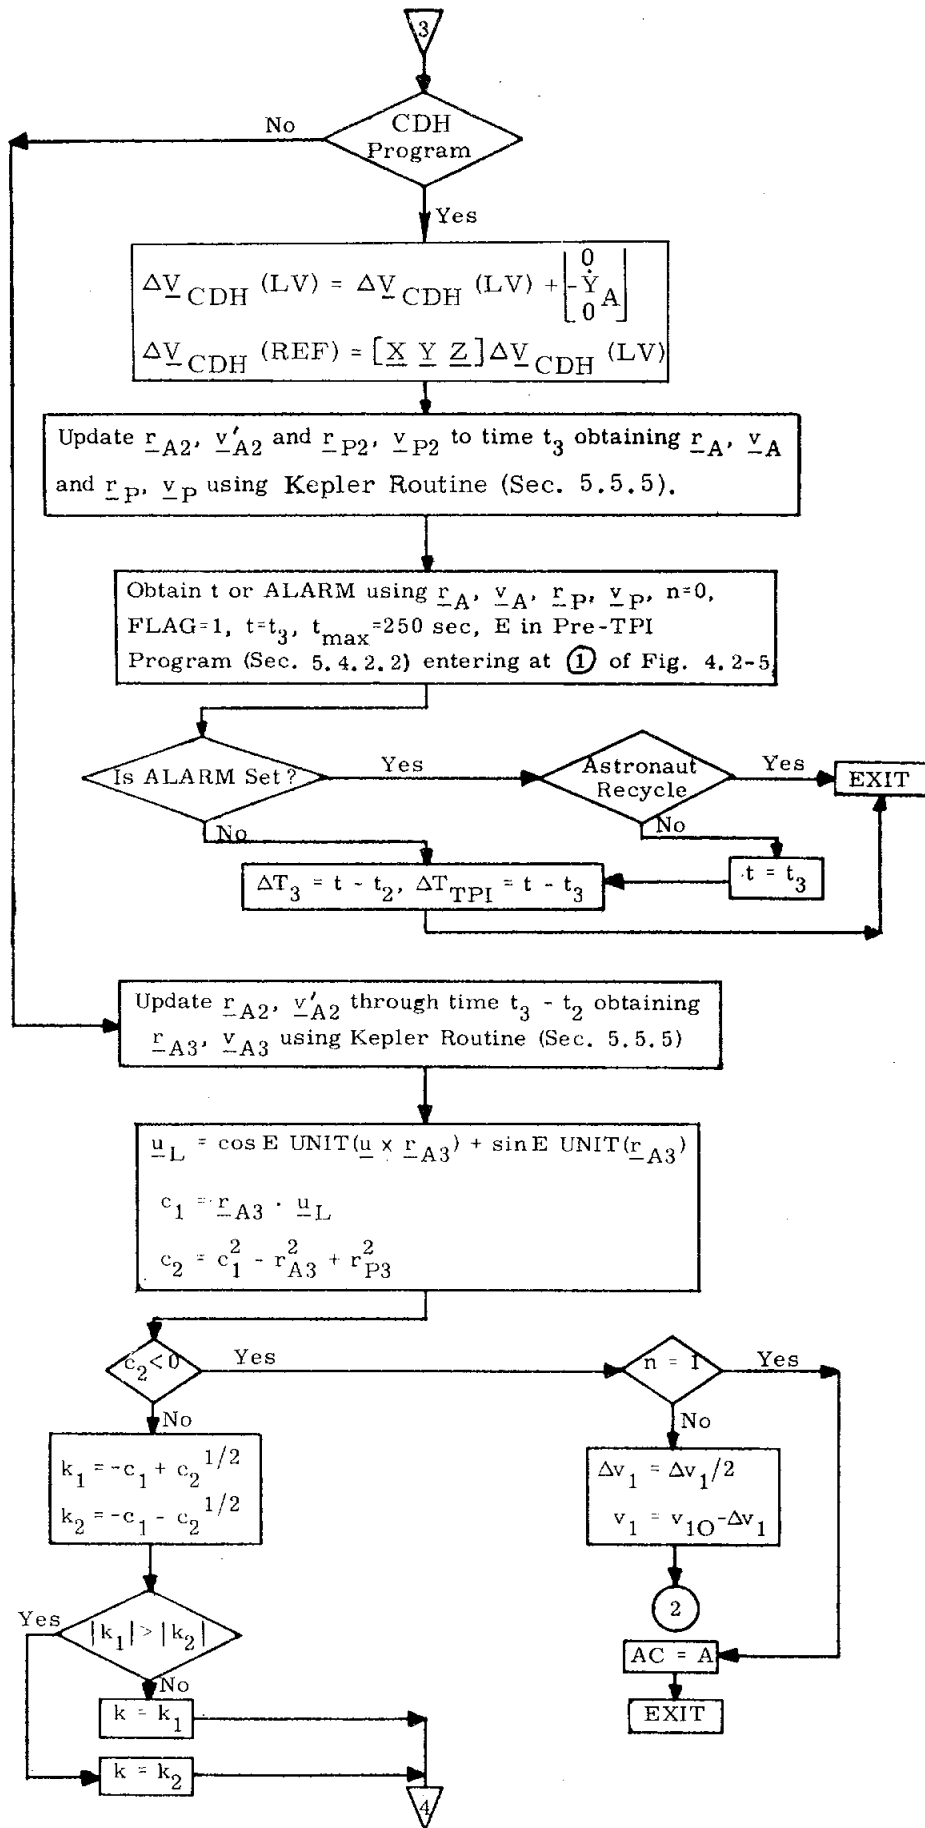 3
CDH
Program
No
Yes
ΔV_CDH (LV) = ΔV_CDH (LV) + [0 -Ẏ_A 0]
ΔV_CDH (REF) = [X Y Z] ΔV_CDH (LV)
Update r_A2, v'_A2 and r_P2, v_P2 to time t_3 obtaining r_A, v_A
and r_P, v_P using Kepler Routine (Sec. 5.5.5).
Obtain t or ALARM using r_A, v_A, r_P, v_P, n=0,
FLAG=1, t=t_3, t_max=250 sec, E in Pre-TPI
Program (Sec. 5.4.2.2) entering at ① of Fig. 4.2-5
Is ALARM Set?
Yes
Astronaut
Recycle
Yes
EXIT
No
No
ΔT_3 = t - t_2, ΔT_TPI = t - t_3
t = t_3
Update r_A2, v'_A2 through time t_3 - t_2 obtaining
r_A3, v_A3 using Kepler Routine (Sec. 5.5.5)
u_L = cos E UNIT(u x r_A3) + sin E UNIT(r_A3)
c_1 = r_A3 · u_L
c_2 = c_1^2 - r_A3^2 + r_P3^2
c_2<0
Yes
n = 1
Yes
No
No
k_1 = -c_1 + c_2^1/2
k_2 = -c_1 - c_2^1/2
Δv_1 = Δv_1/2
v_1 = v_1O - Δv_1
2
Yes
|k_1| > |k_2|
No
AC = A
k = k_1
EXIT
k = k_2
4